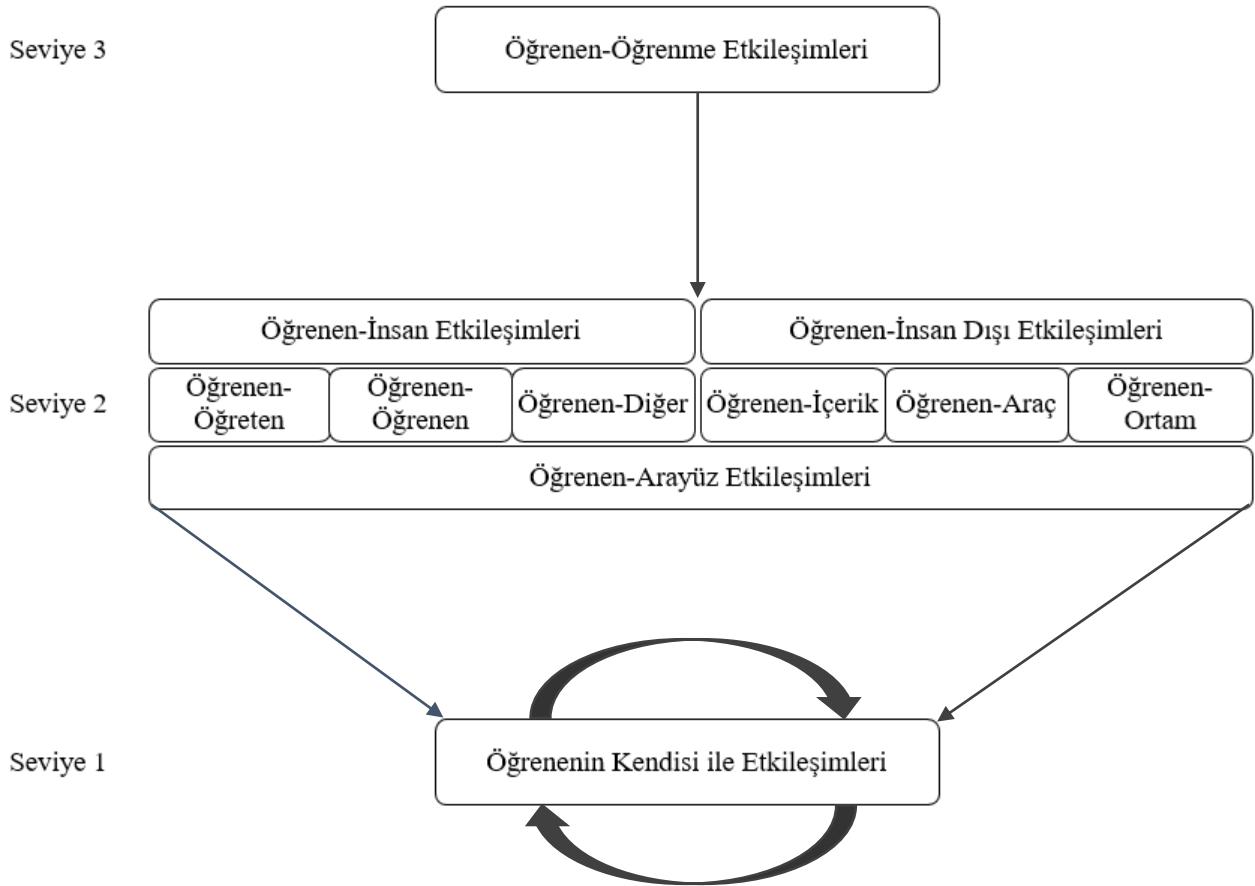 Seviye 3
Öğrenen-Öğrenme Etkileşimleri
Öğrenen-İnsan Etkileşimleri
Öğrenen-İnsan Dışı Etkileşimleri
Seviye 2
Öğrenen-
Öğreten
Öğrenen-
Öğrenen
Öğrenen-Diğer
Öğrenen-İçerik
Öğrenen-Araç
Öğrenen-
Ortam
Öğrenen-Arayüz Etkileşimleri
Seviye 1
Öğrenenin Kendisi ile Etkileşimleri